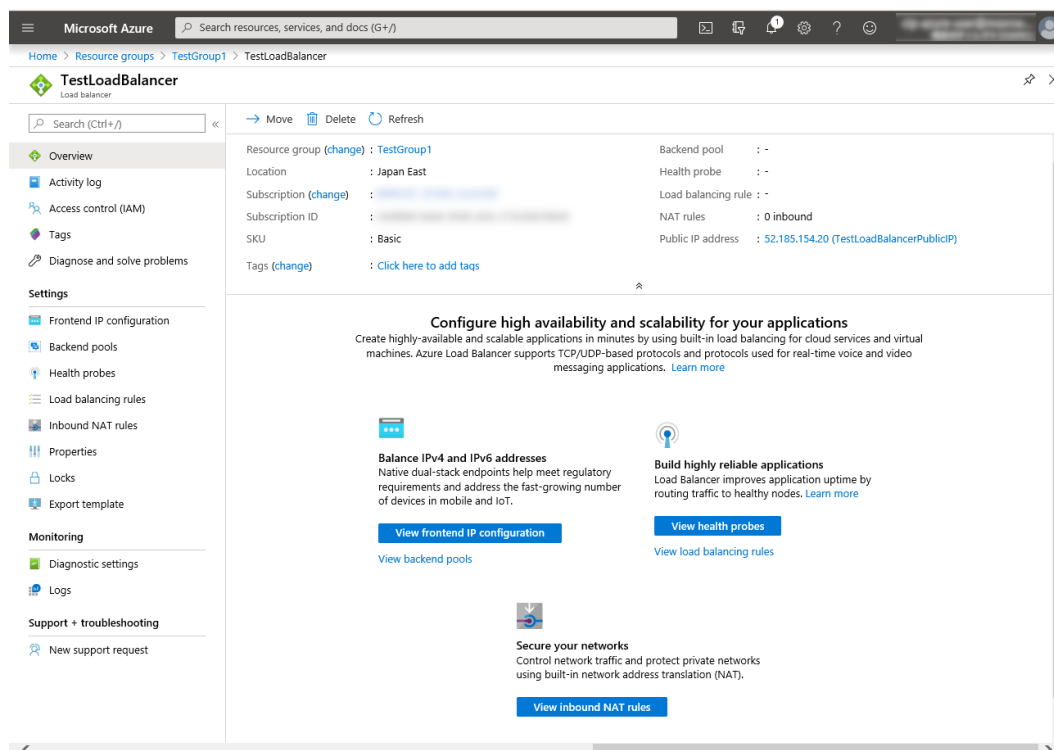 Microsoft Azure
Search resources, services, and docs (G+/)
1
Home > Resource groups > TestGroup1 > TestLoadBalancer
TestLoadBalancer
Load balancer
Search (Ctrl+/)
Overview
Activity log
Access control (IAM)
Tags
Diagnose and solve problems
Settings
Frontend IP configuration
Backend pools
Health probes
Load balancing rules
Inbound NAT rules
Properties
Locks
Export template
Monitoring
Diagnostic settings
Logs
Support + troubleshooting
New support request
Move Delete Refresh
Resource group (change) : TestGroup1
Location : Japan East
Subscription (change) :
Subscription ID :
SKU : Basic
Tags (change) : Click here to add tags
Backend pool : -
Health probe : -
Load balancing rule : -
NAT rules : 0 inbound
Public IP address : 52.185.154.20 (TestLoadBalancerPublicIP)
Configure high availability and scalability for your applications
Create highly-available and scalable applications in minutes by using built-in load balancing for cloud services and virtual
machines. Azure Load Balancer supports TCP/UDP-based protocols and protocols used for real-time voice and video
messaging applications. Learn more
Balance IPv4 and IPv6 addresses
Native dual-stack endpoints help meet regulatory
requirements and address the fast-growing number
of devices in mobile and IoT.
View frontend IP configuration
View backend pools
Build highly reliable applications
Load Balancer improves application uptime by
routing traffic to healthy nodes. Learn more
View health probes
View load balancing rules
Secure your networks
Control network traffic and protect private networks
using built-in network address translation (NAT).
View inbound NAT rules